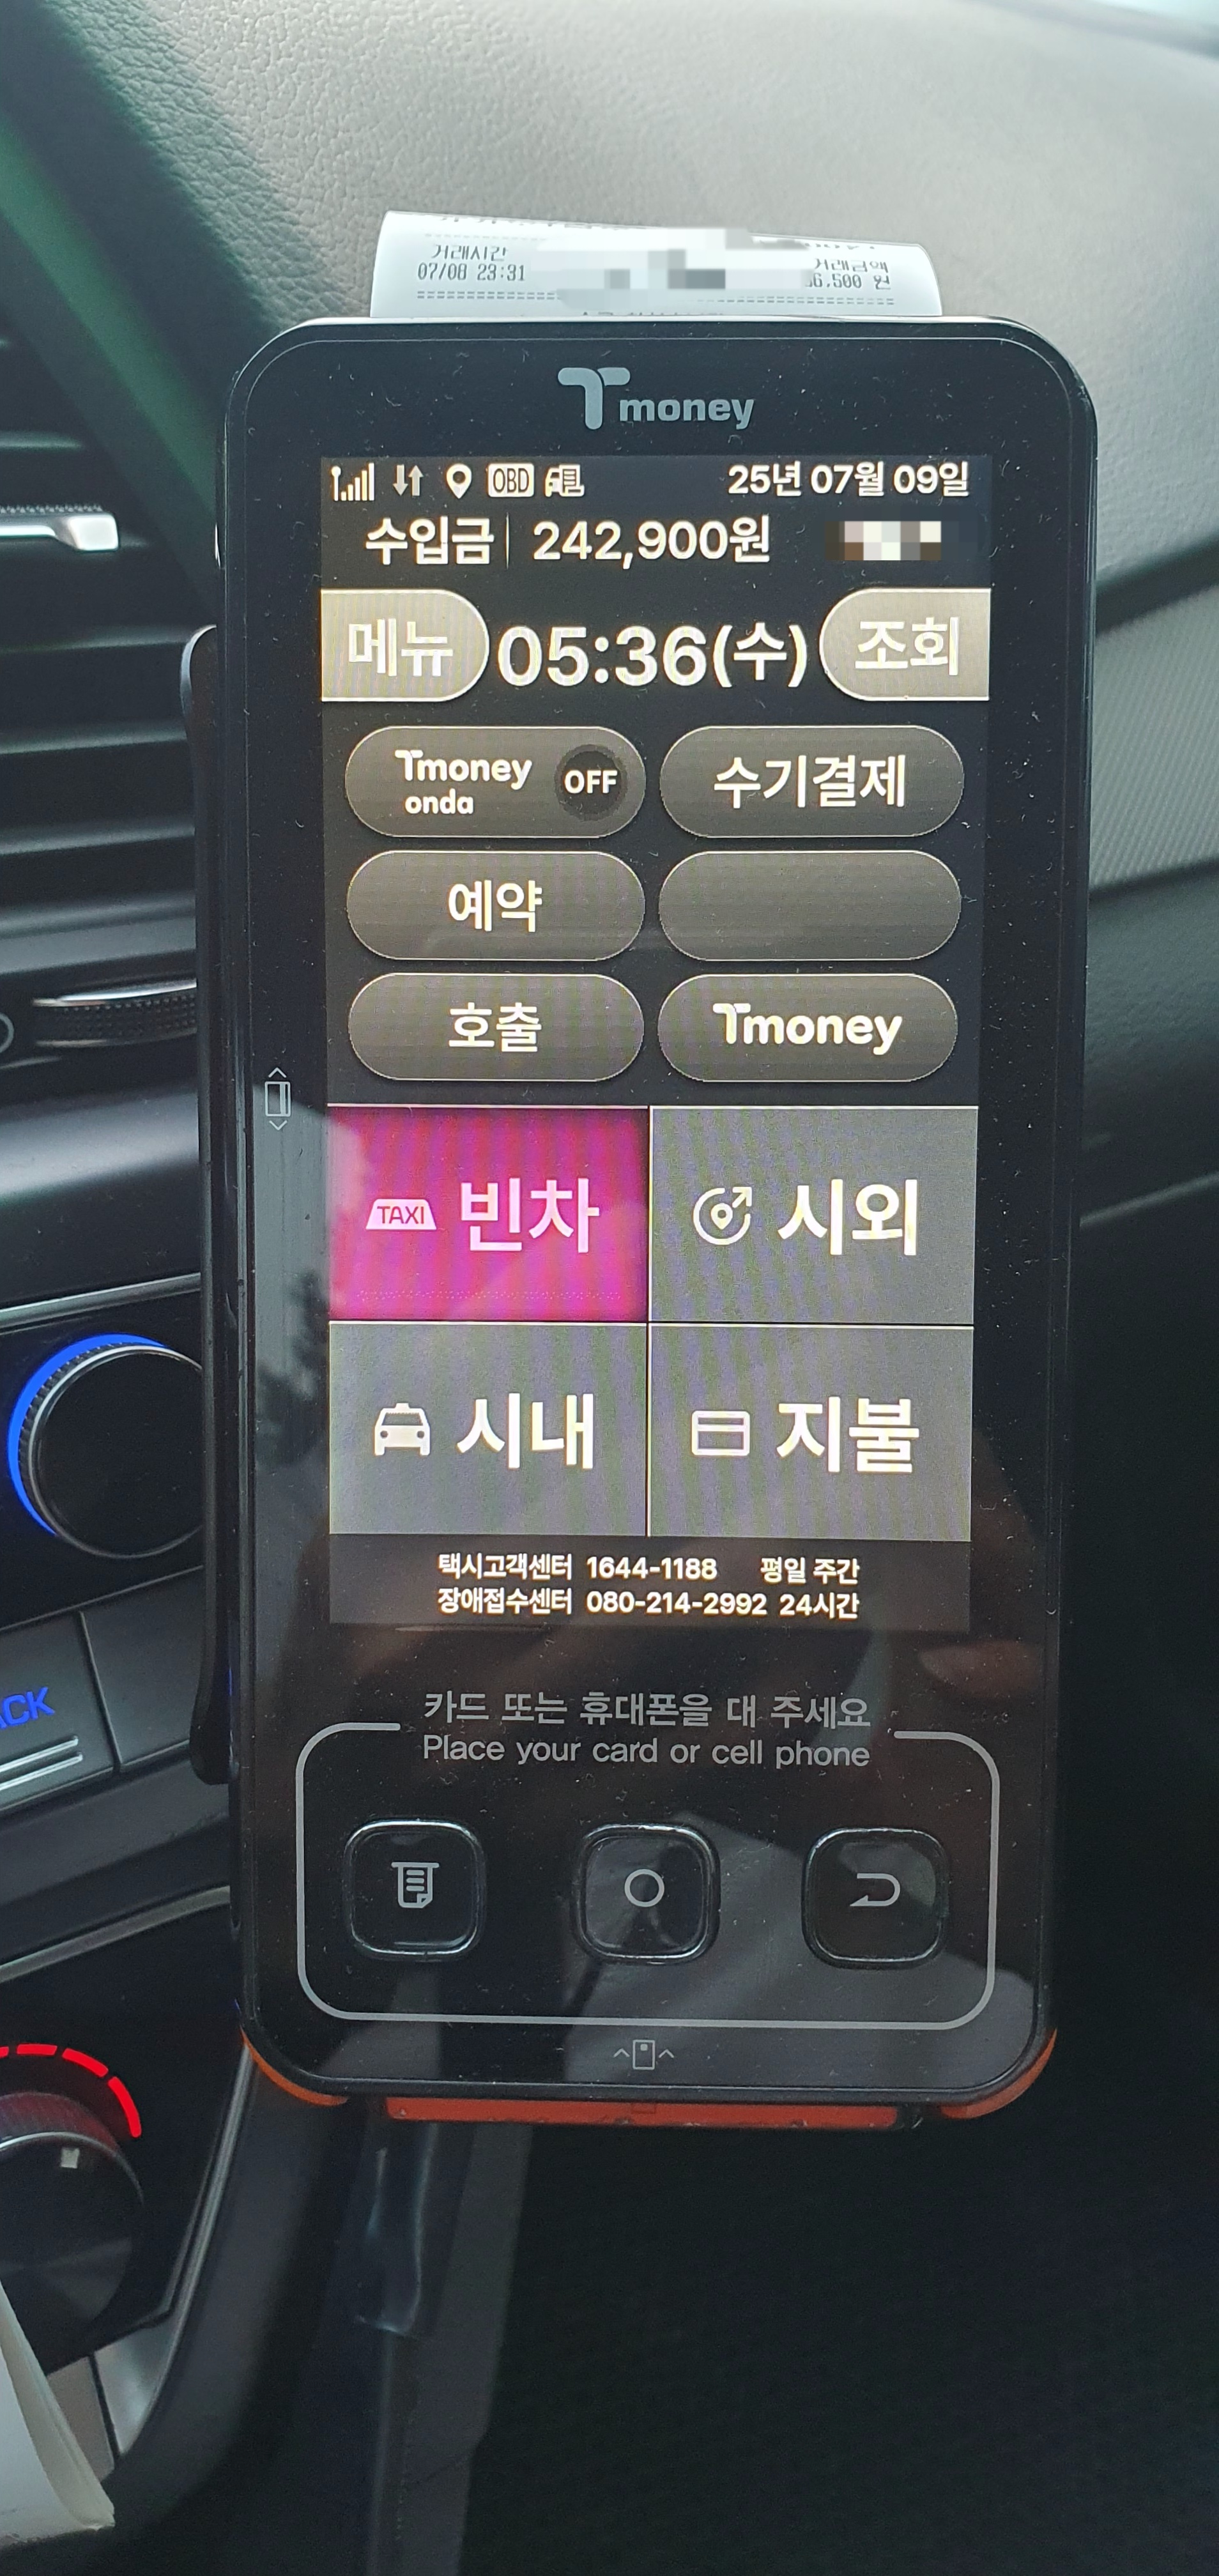 거래시간 거래금액
07/08 23:31 6,500 원
Tmoney
OBD 25년 07월 09일
수입금 242,900원
메뉴 05:36(수) 조회
Tmoney onda OFF 수기결제
예약
호출 Tmoney
TAXI 빈차 시외
시내 지불
택시고객센터 1644-1188 평일 주간
장애접수센터 080-214-2992 24시간
카드 또는 휴대폰을 대 주세요
Place your card or cell phone